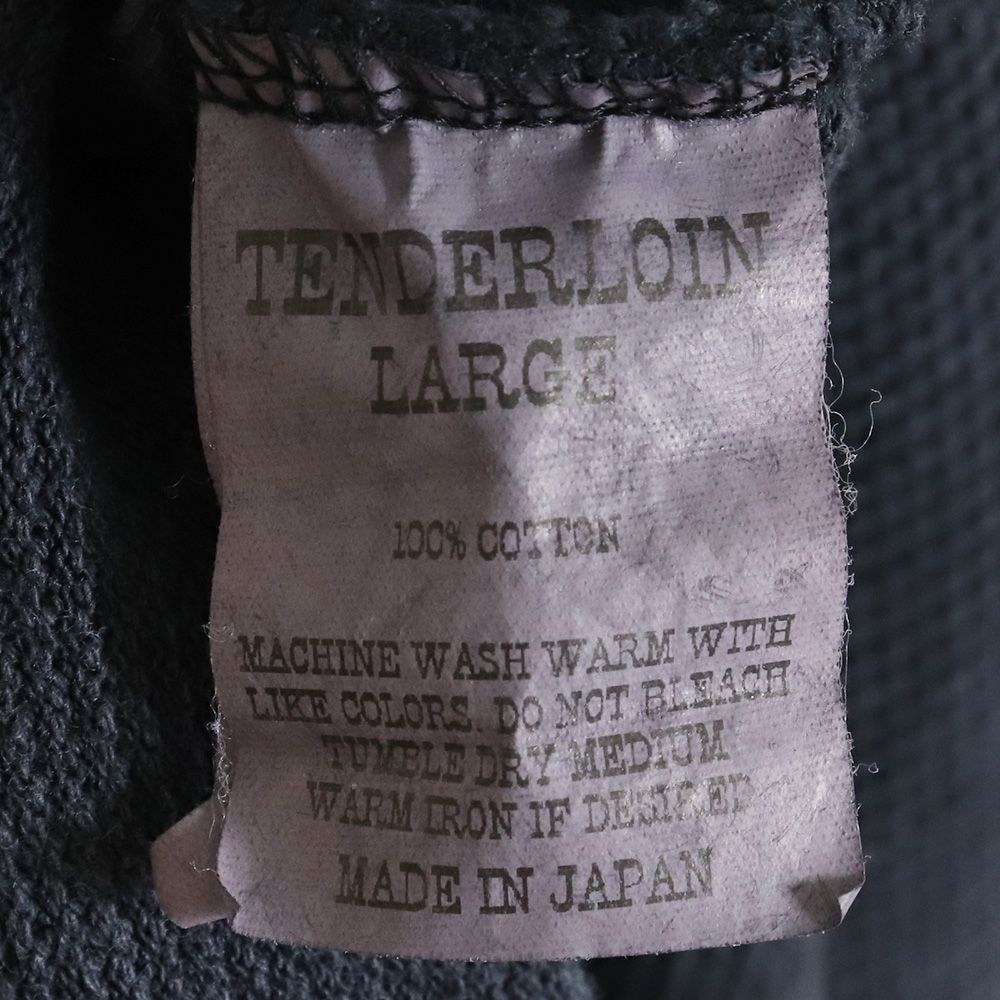 TENDERLOIN
LARGE
100% COTTON
MACHINE WASH WARM WITH
LIKE COLORS. DO NOT BLEACH
TUMBLE DRY MEDIUM
WARM IRON IF DESIRED
MADE IN JAPAN